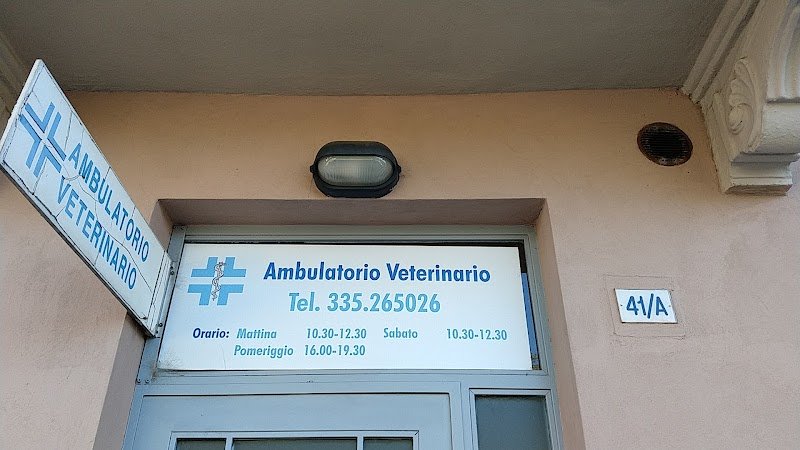 AMBULATORIO
VETERINARIO
Ambulatorio Veterinario
Tel. 335.265026
Orario: Mattina 10.30-12.30 Sabato 10.30-12.30
Pomeriggio 16.00-19.30
41/A